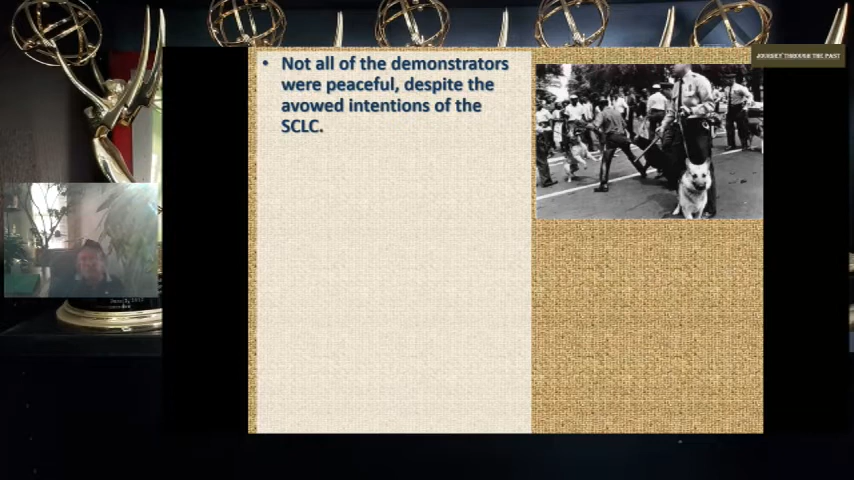 JOURNEY THROUGH THE PAST
• Not all of the demonstrators
were peaceful, despite the
avowed intentions of the
SCLC.